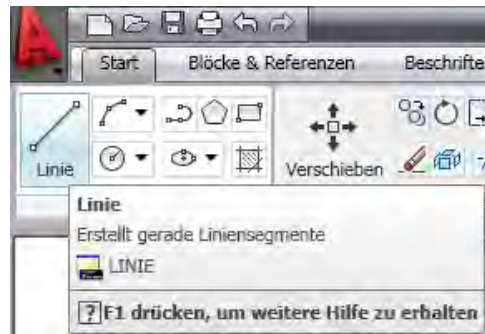 Start Blöcke & Referenzen Beschrifte
Linie Verschieben
Linie
Erstellt gerade Liniensegmente
LINIE
F1 drücken, um weitere Hilfe zu erhalten